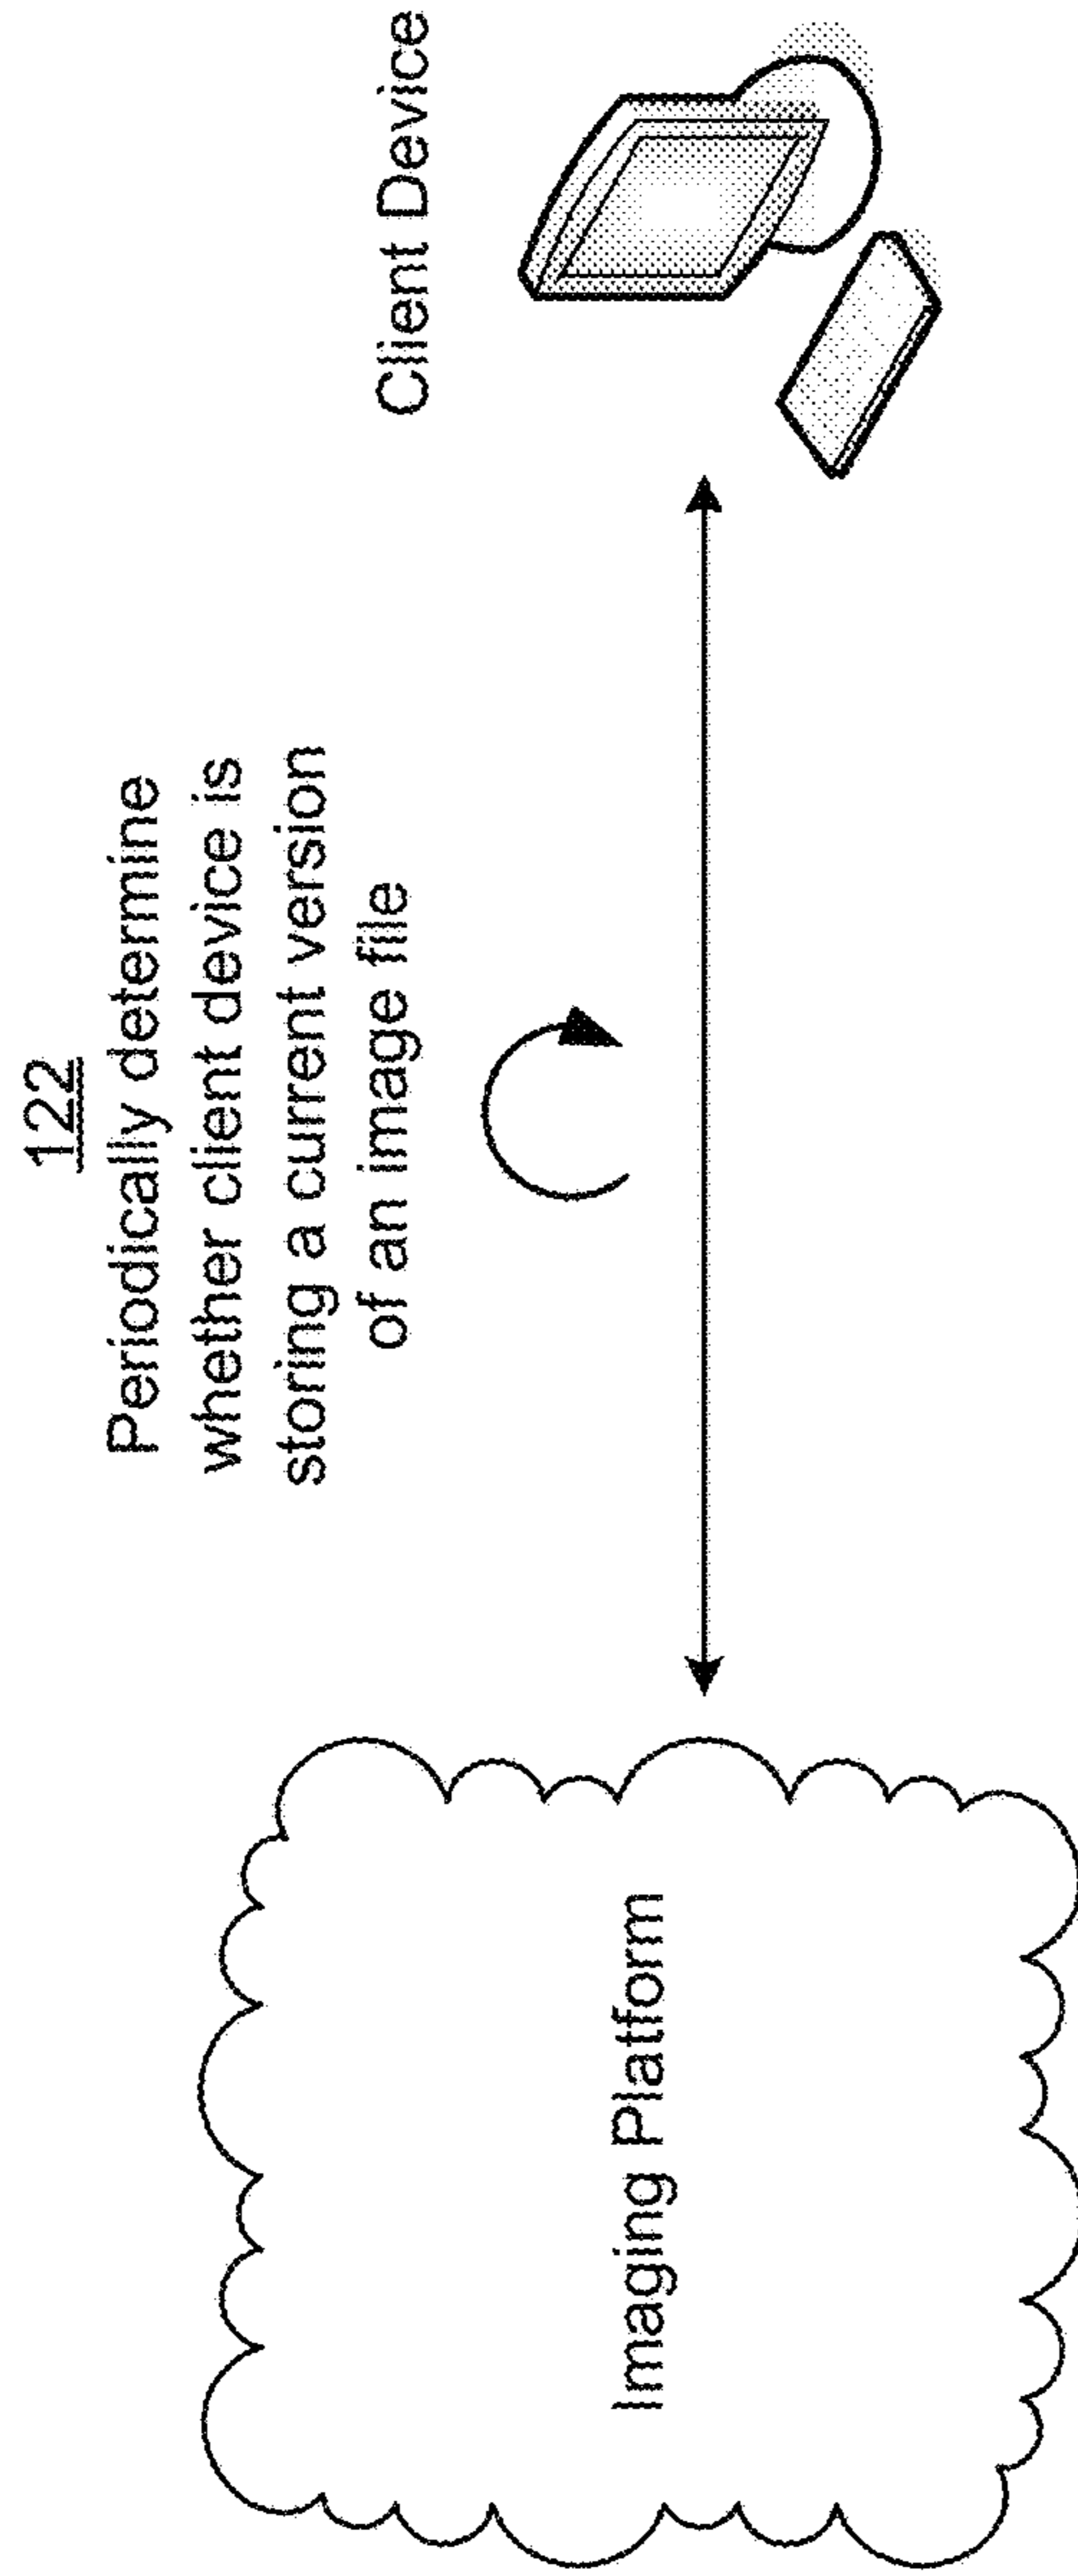 122
Periodically determine
whether client device is
storing a current version
of an image file
Client Device
Imaging Platform